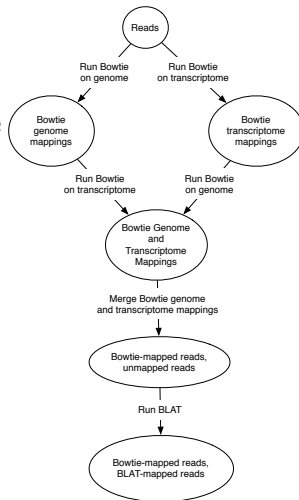 Reads
Run Bowtie
on genome
Run Bowtie
on transcriptome
Bowtie
genome
mappings
Bowtie
transcriptome
mappings
Run Bowtie
on transcriptome
Run Bowtie
on genome
Bowtie Genome
and
Transcriptome
Mappings
Merge Bowtie genome
and transcriptome mappings
Bowtie-mapped reads,
unmapped reads
Run BLAT
Bowtie-mapped reads,
BLAT-mapped reads